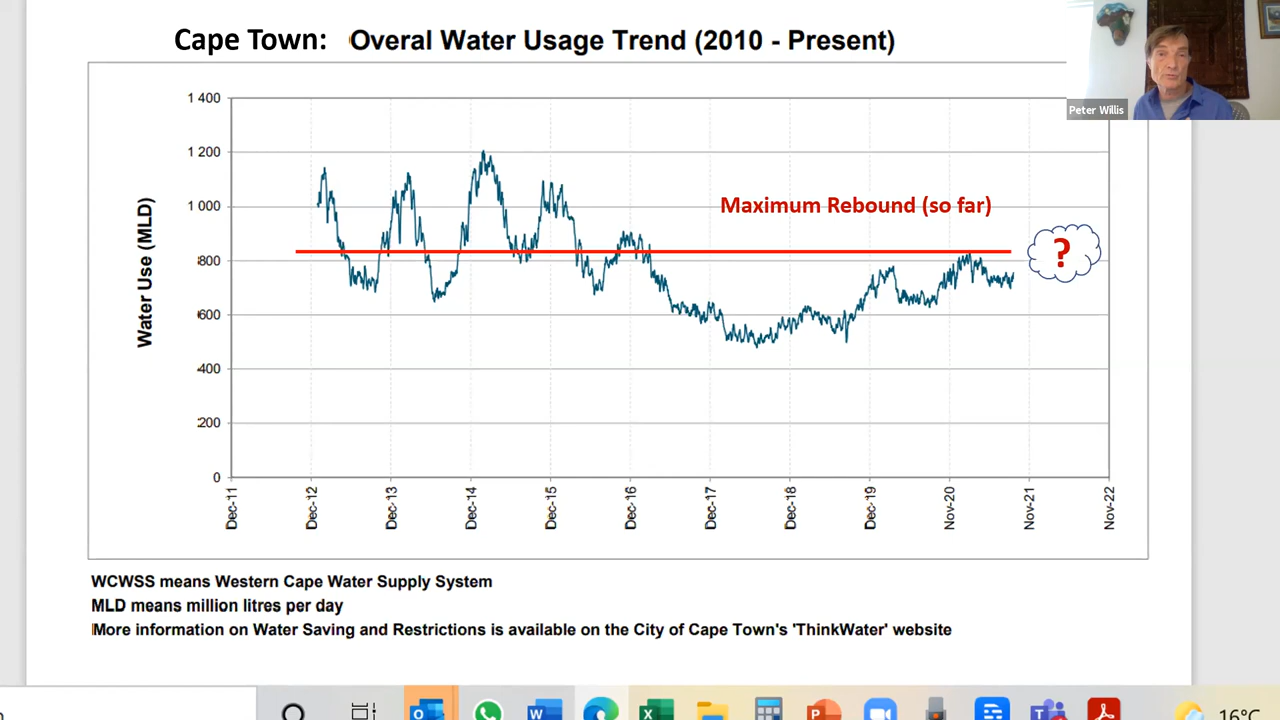 Cape Town: Overal Water Usage Trend (2010 - Present)
Peter Willis
1 400
1 200
1 000
800
600
400
200
0
Water Use (MLD)
Maximum Rebound (so far)
?
Dec-11
Dec-12
Dec-13
Dec-14
Dec-15
Dec-16
Dec-17
Dec-18
Dec-19
Nov-20
Nov-21
Nov-22
WCWSS means Western Cape Water Supply System
MLD means million litres per day
More information on Water Saving and Restrictions is available on the City of Cape Town's 'ThinkWater' website
16°C